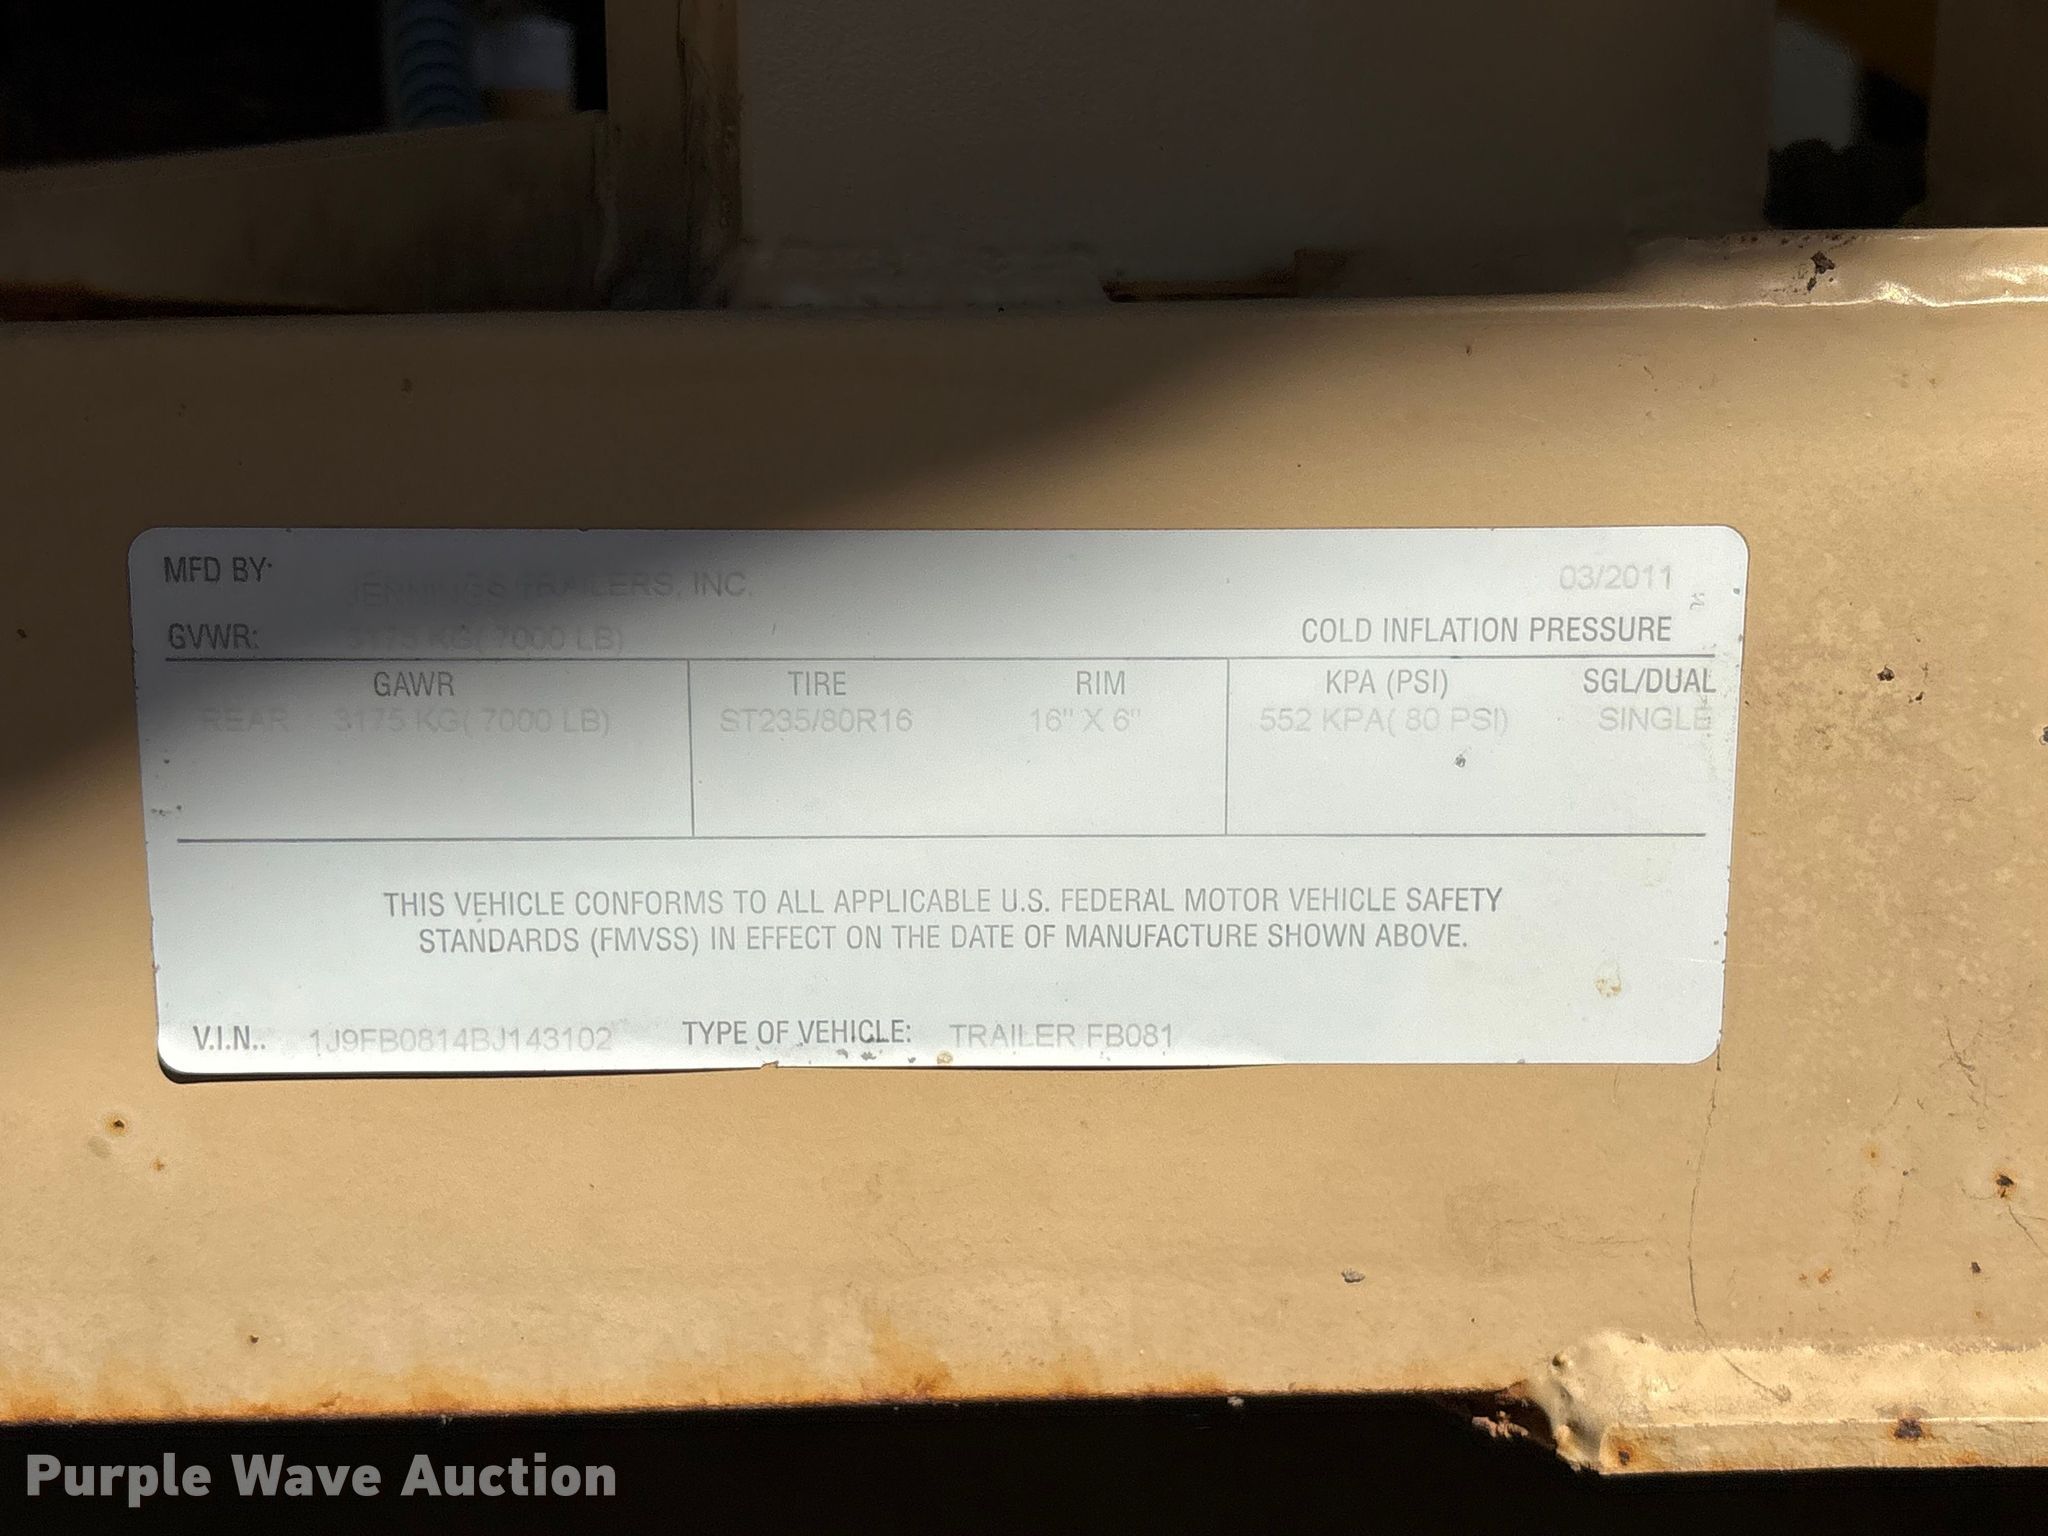 MFD BY: JENNINGS TRAILERS, INC. 03/2011
GVWR: 3175 KG( 7000 LB) COLD INFLATION PRESSURE
GAWR TIRE RIM KPA (PSI) SGL/DUAL
REAR 3175 KG( 7000 LB) ST235/80R16 16" X 6" 552 KPA( 80 PSI) SINGLE
THIS VEHICLE CONFORMS TO ALL APPLICABLE U.S. FEDERAL MOTOR VEHICLE SAFETY
STANDARDS (FMVSS) IN EFFECT ON THE DATE OF MANUFACTURE SHOWN ABOVE.
V.I.N.: 1J9FB0814BJ143102 TYPE OF VEHICLE: TRAILER FB081
Purple Wave Auction